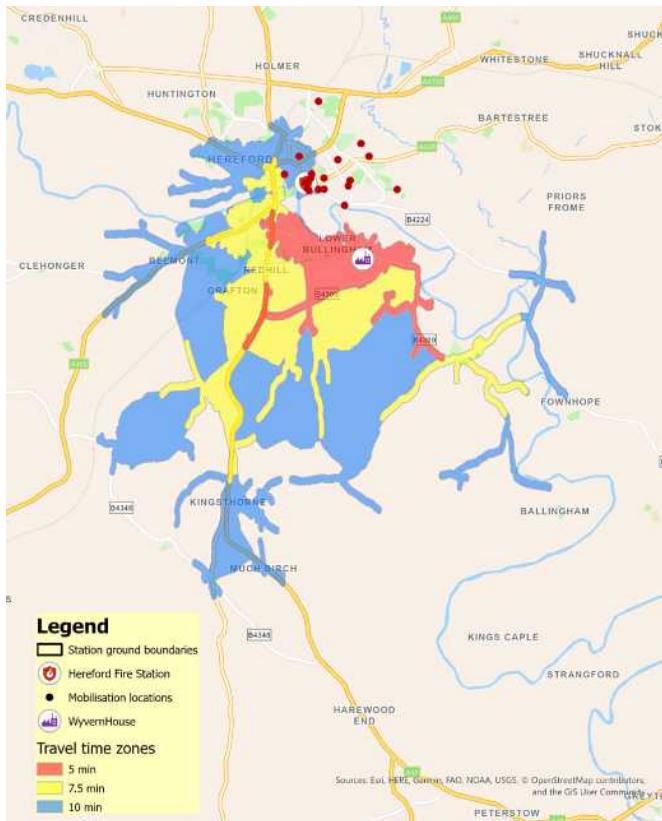 CREDENHILL
SHUCKNALL
HILL
WHITESTONE
HOLMER
HUNTINGTON
BARTESTREE
HEREFORD
PRIORS
FROME
B4224
LOWER
BULLINGHAM
CLEHONGER
BELMONT
REDHILL
GRAFTON
B4399
FOWNHOPE
KINGSTHORNE
B4348
BALLINGHAM
MUCH BIRCH
B4348
KINGS CAPLE
STRANGFORD
HAREWOOD
END
Legend
Station ground boundaries
Hereford Fire Station
Mobilisation locations
WyvernHouse
Travel time zones
5 min
7.5 min
10 min
Sources: Esri, HERE, Garmin, FAO, NOAA, USGS, © OpenStreetMap contributors,
and the GIS User Community
PETERSTOW